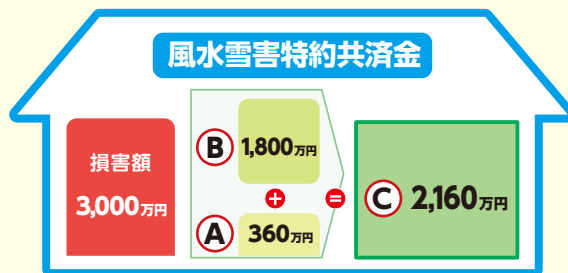 風水雪害特約共済金
損害額
3,000万円
B 1,800万円
+
A 360万円
=
C 2,160万円